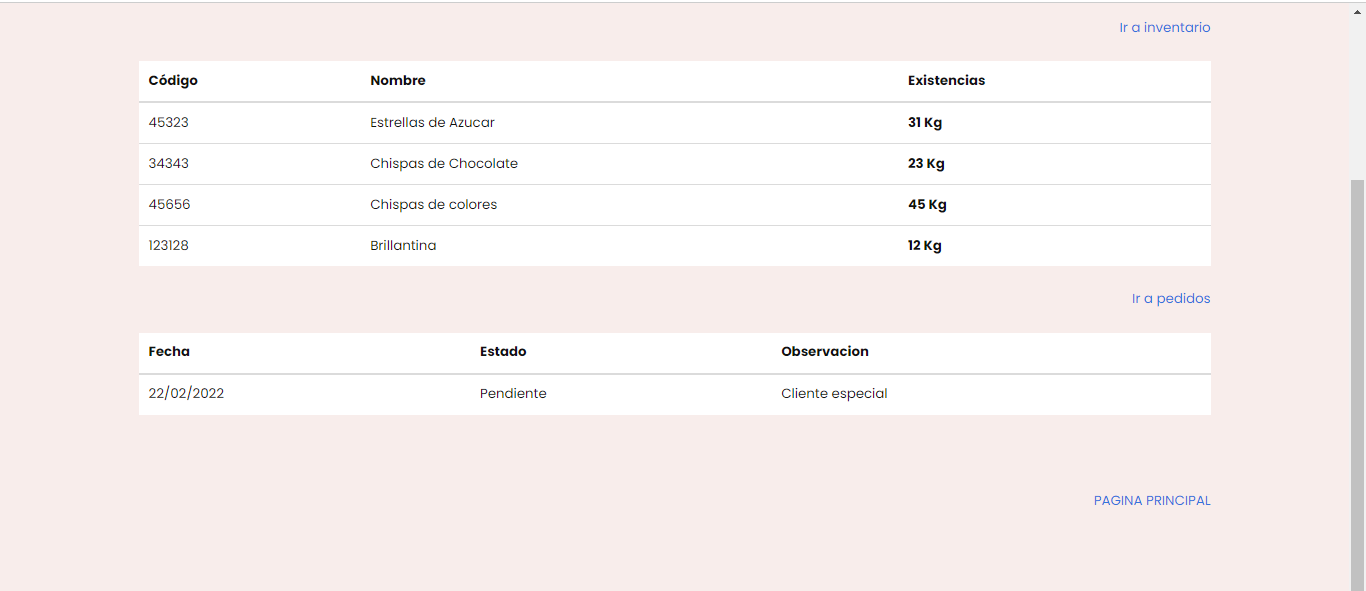 Ir a inventario
Código Nombre Existencias
45323 Estrellas de Azucar 31 Kg
34343 Chispas de Chocolate 23 Kg
45656 Chispas de colores 45 Kg
123128 Brillantina 12 Kg
Ir a pedidos
Fecha Estado Observacion
22/02/2022 Pendiente Cliente especial
PAGINA PRINCIPAL